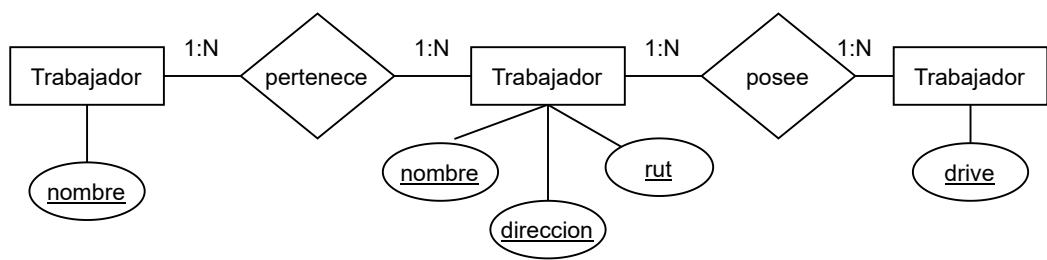 1:N
1:N
1:N
1:N
Trabajador
pertenece
Trabajador
posee
Trabajador
nombre
nombre
rut
drive
direccion